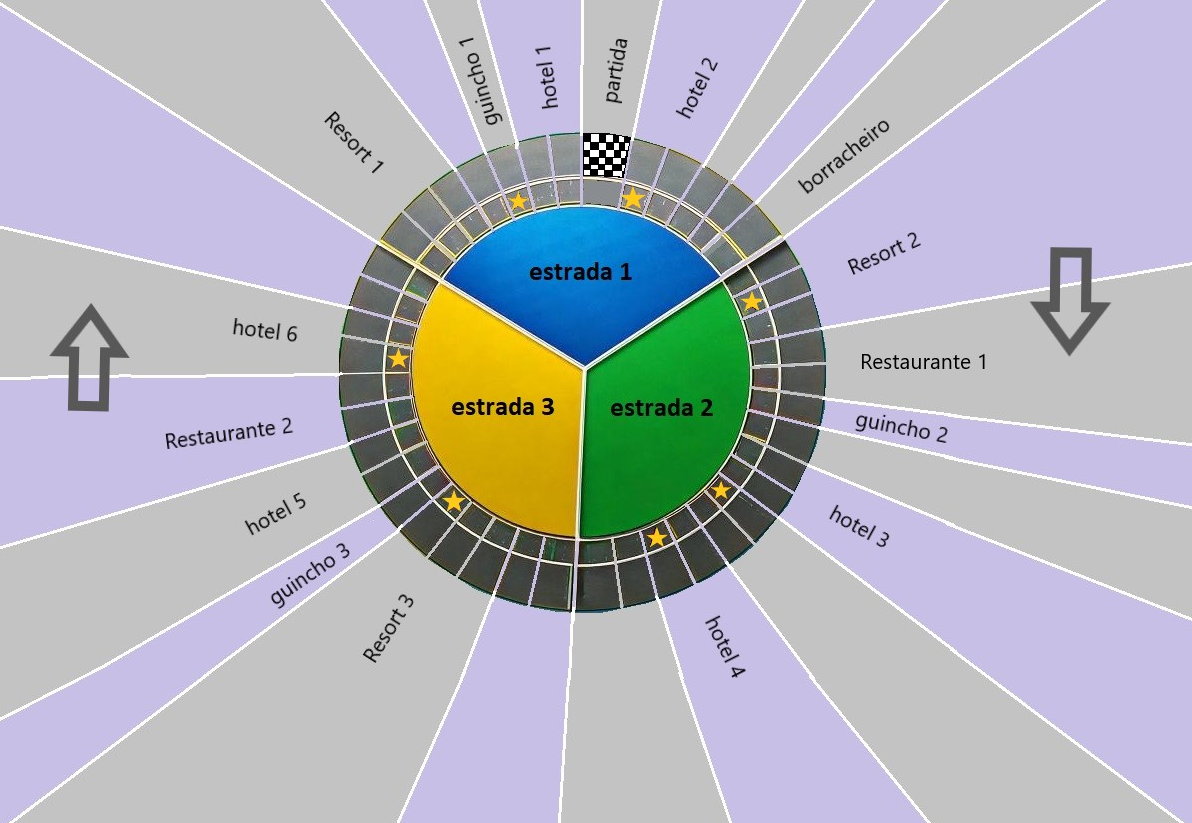 guincho 1
hotel 1
partida
hotel 2
Resort 1
borracheiro
Resort 2
estrada 1
hotel 6
Restaurante 1
estrada 3
estrada 2
Restaurante 2
guincho 2
hotel 5
hotel 3
guincho 3
Resort 3
hotel 4